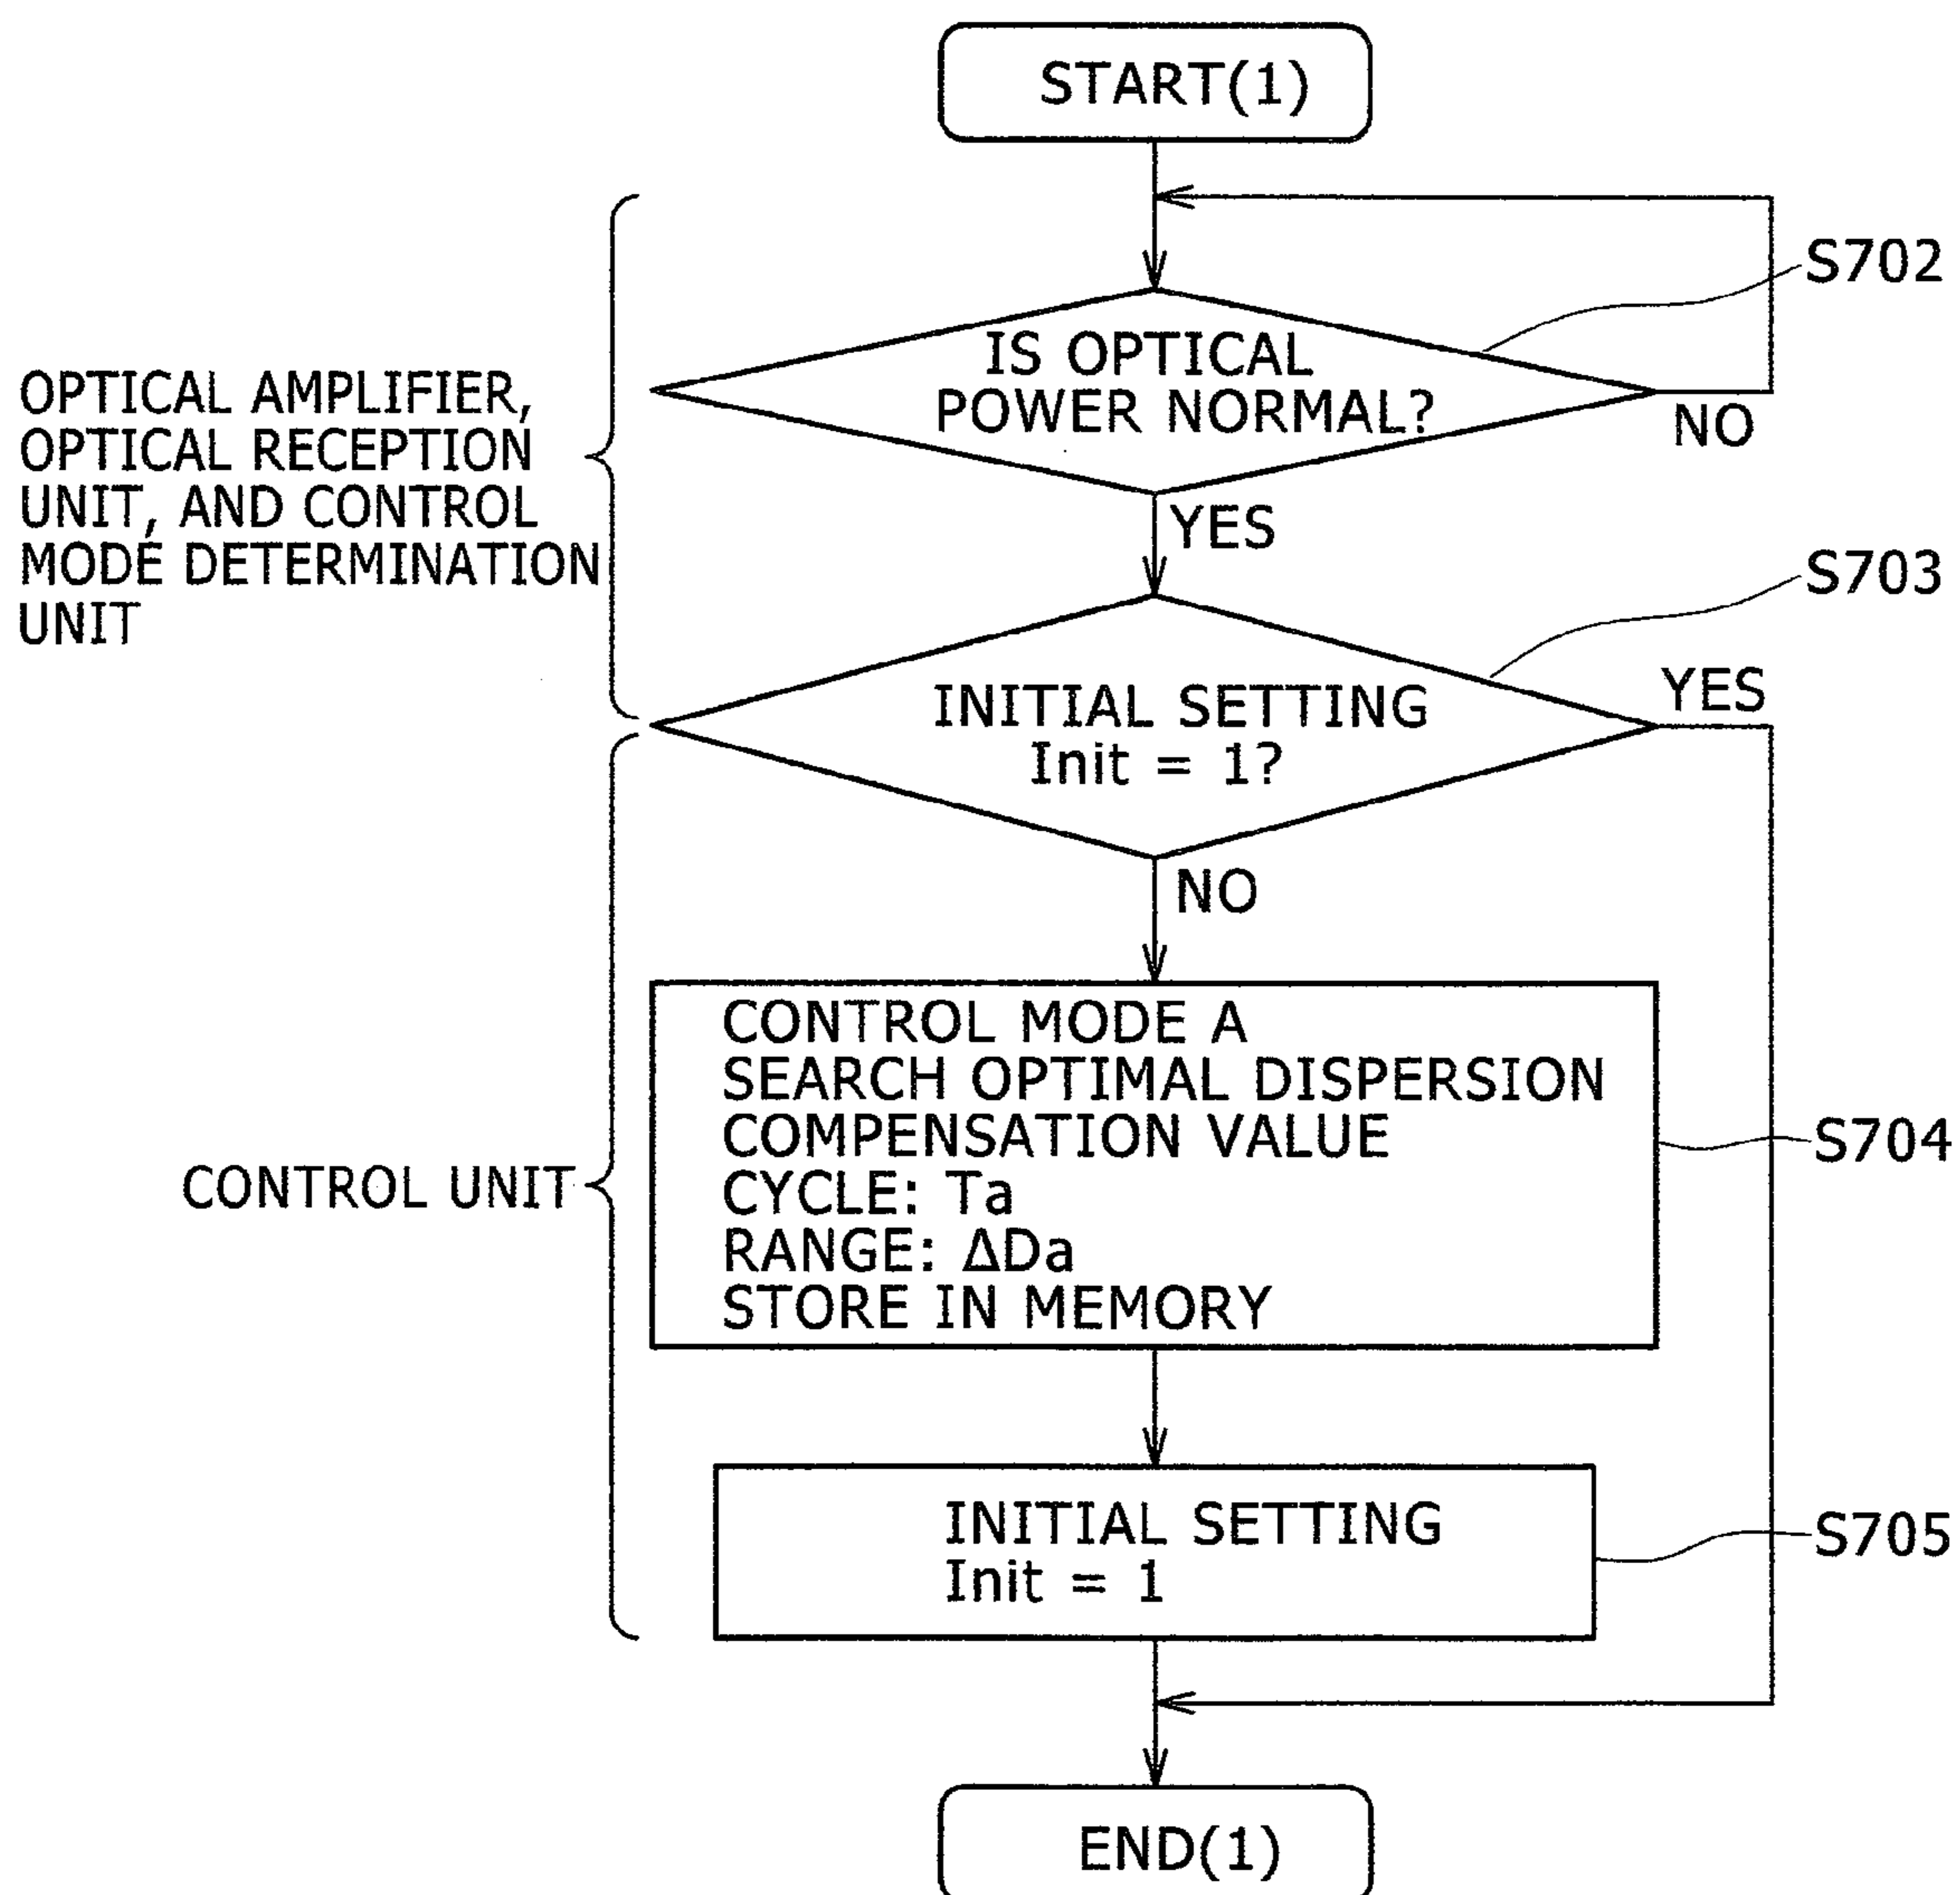 START(1)
S702
IS OPTICAL
POWER NORMAL?
NO
OPTICAL AMPLIFIER,
OPTICAL RECEPTION
UNIT, AND CONTROL
MODE DETERMINATION
UNIT
YES
S703
INITIAL SETTING
Init = 1?
YES
NO
CONTROL MODE A
SEARCH OPTIMAL DISPERSION
COMPENSATION VALUE
CYCLE: Ta
RANGE: ΔDa
STORE IN MEMORY
S704
CONTROL UNIT
INITIAL SETTING
Init = 1
S705
END(1)